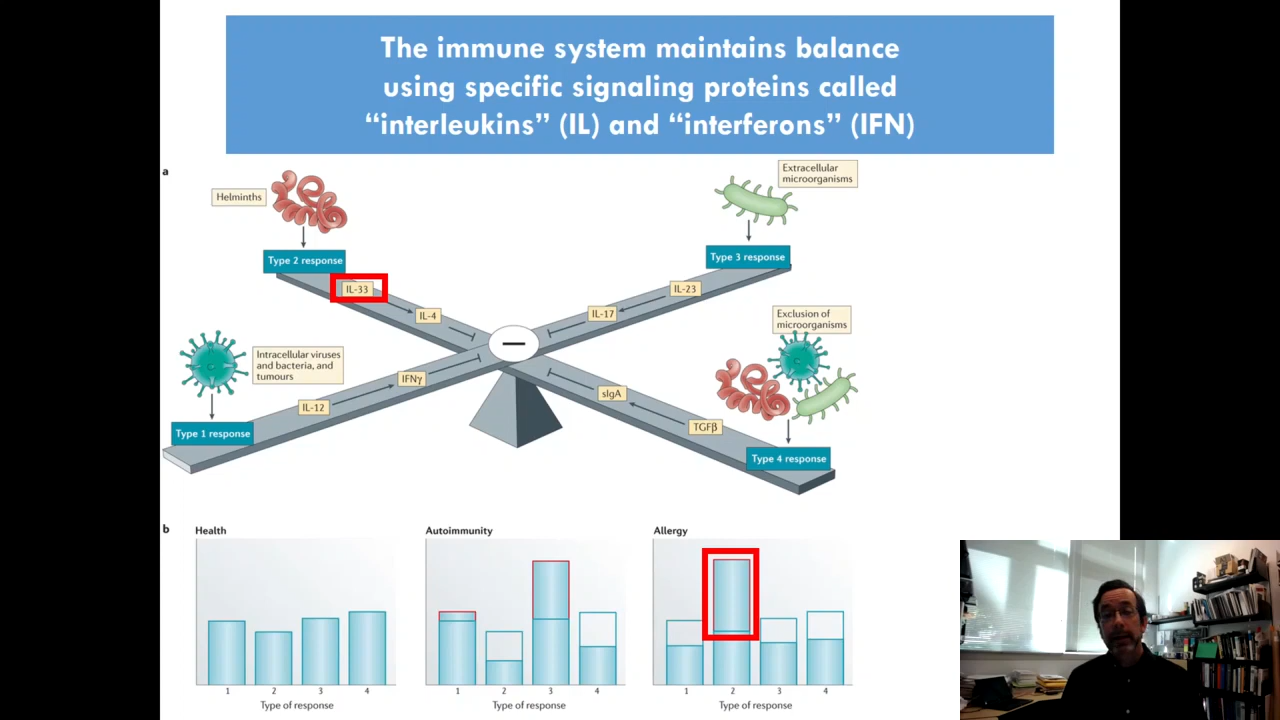 The immune system maintains balance
using specific signaling proteins called
“interleukins” (IL) and “interferons” (IFN)
a
Helminths
Extracellular
microorganisms
Type 2 response
Type 3 response
IL-33
IL-4
IL-23
IL-17
Exclusion of
microorganisms
Intracellular viruses
and bacteria, and
tumours
IFNγ
IL-12
sIgA
TGFβ
Type 1 response
Type 4 response
b
Health
1 2 3 4
Type of response
Autoimmunity
1 2 3 4
Type of response
Allergy
1 2 3 4
Type of response